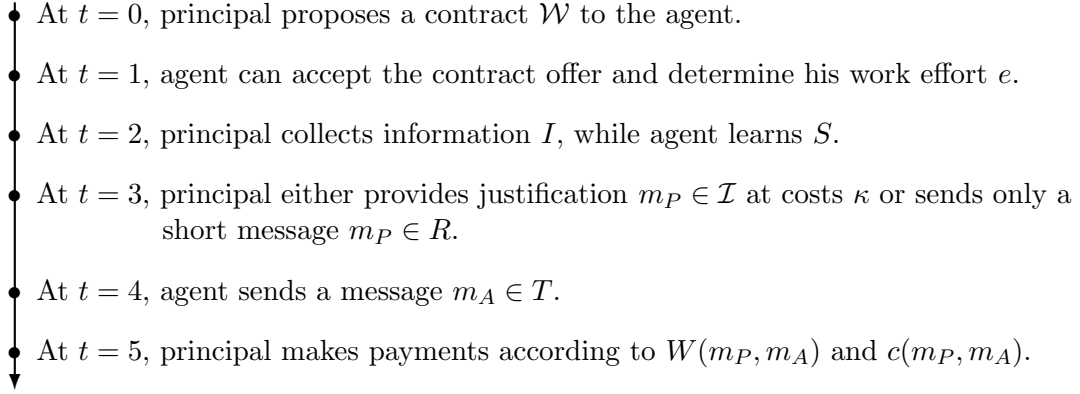 At t = 0, principal proposes a contract 𝒲 to the agent.
At t = 1, agent can accept the contract offer and determine his work effort e.
At t = 2, principal collects information I, while agent learns S.
At t = 3, principal either provides justification m_P ∈ ℐ at costs κ or sends only a
short message m_P ∈ R.
At t = 4, agent sends a message m_A ∈ T.
At t = 5, principal makes payments according to W(m_P, m_A) and c(m_P, m_A).